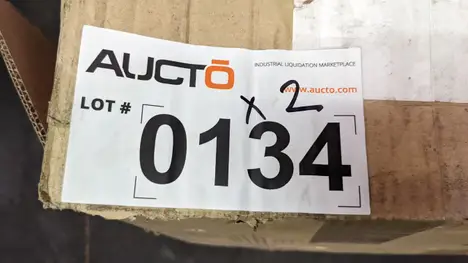 AUCTŌ
INDUSTRIAL LIQUIDATION MARKETPLACE
www.aucto.com
x 2
LOT #
0134